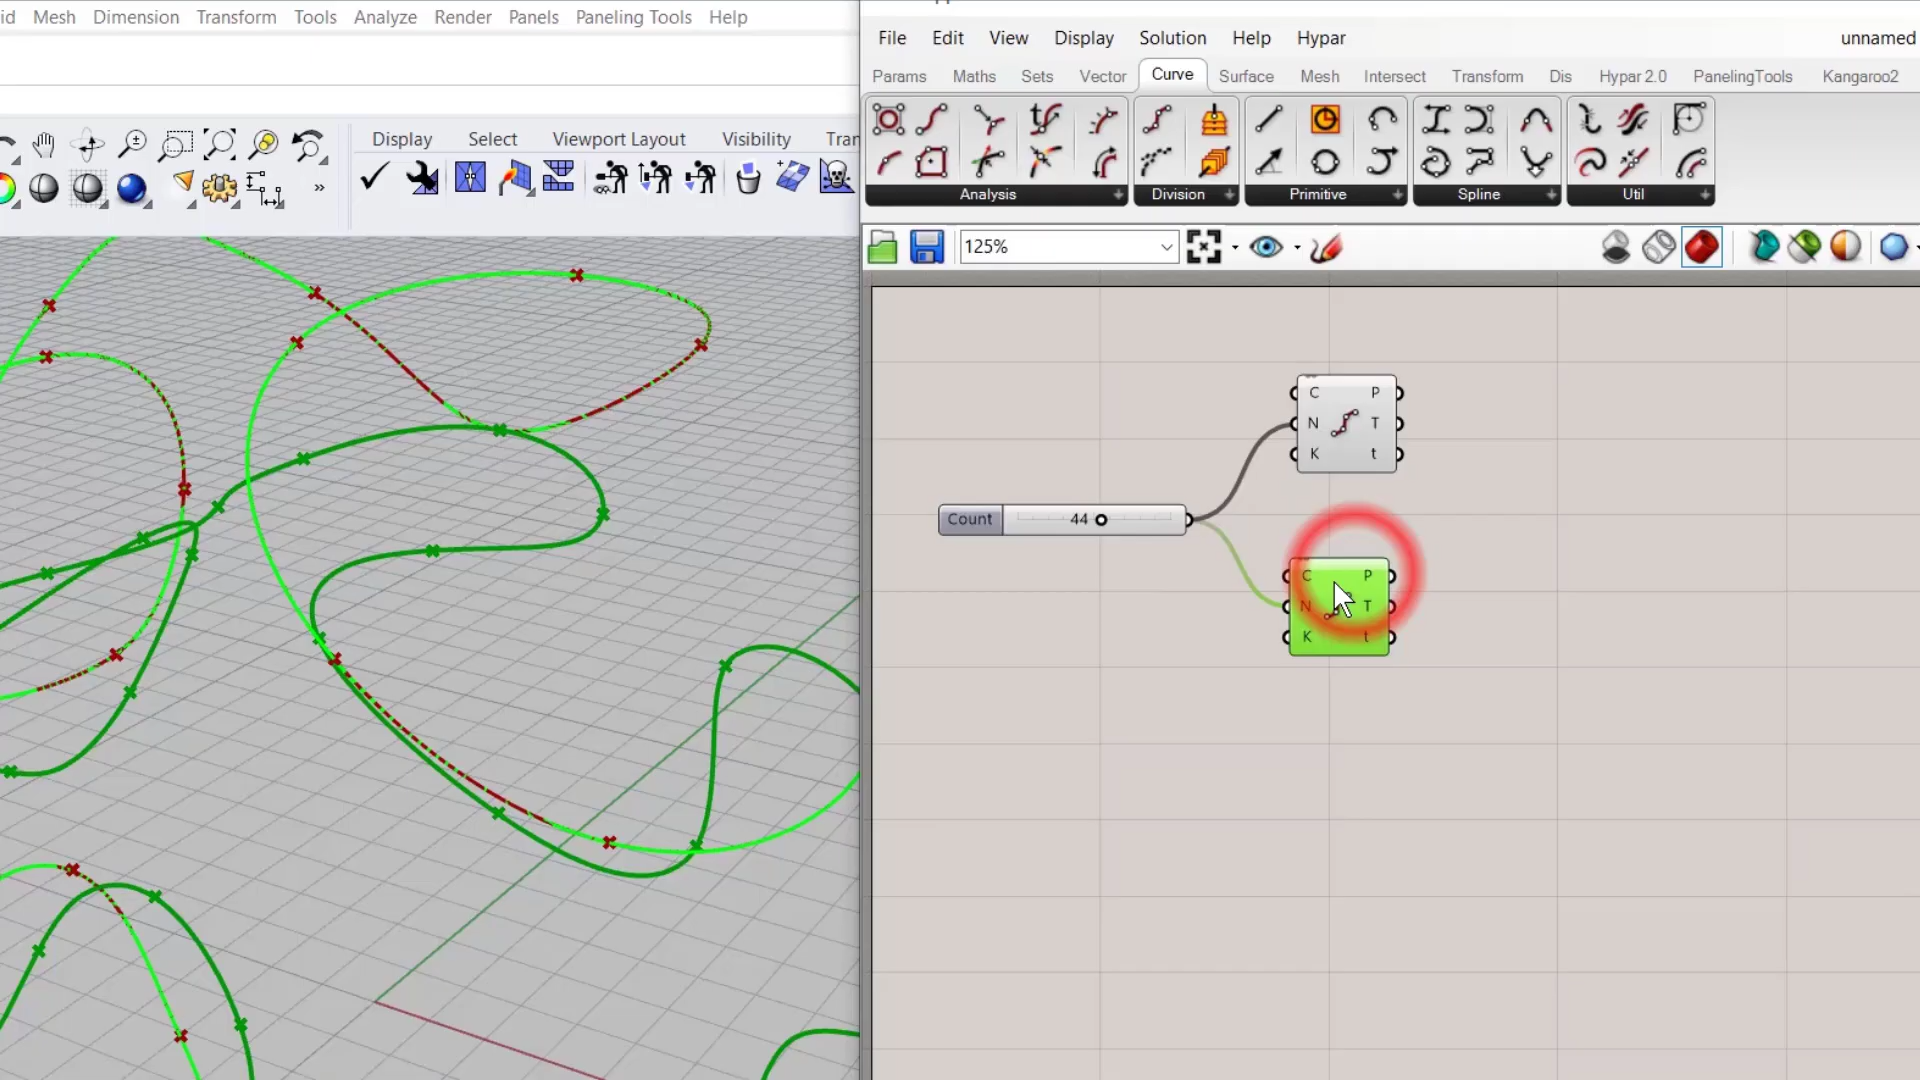 id Mesh Dimension Transform Tools Analyze Render Panels Paneling Tools Help
Display Select Viewport Layout Visibility Tran
»
File Edit View Display Solution Help Hypar unnamed
Params Maths Sets Vector Curve Surface Mesh Intersect Transform Dis Hypar 2.0 PanelingTools Kangaroo2
Analysis Division Primitive Spline Util
125%
C P
N T
K t
Count 44
C P
N T
K t